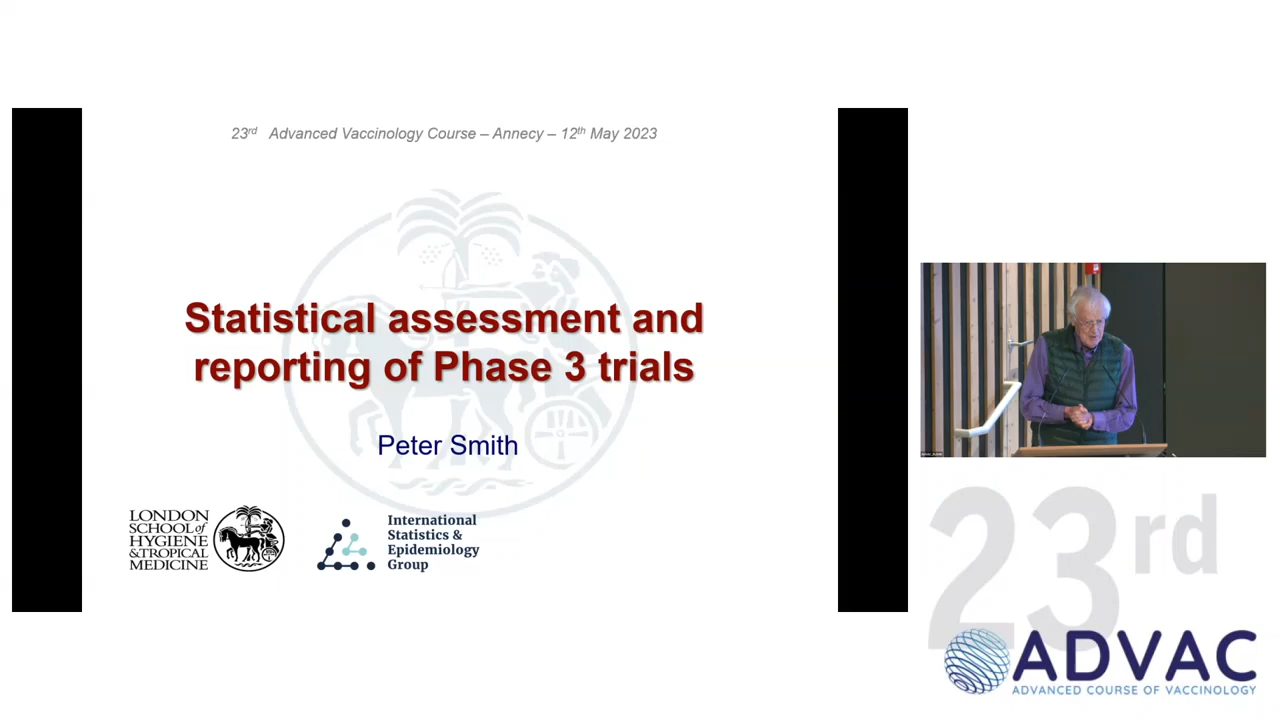 23rd Advanced Vaccinology Course – Annecy – 12th May 2023
Statistical assessment and
reporting of Phase 3 trials
Peter Smith
LONDON
SCHOOL of
HYGIENE
& TROPICAL
MEDICINE
International
Statistics &
Epidemiology
Group
23rd
ADVAC
ADVANCED COURSE OF VACCINOLOGY